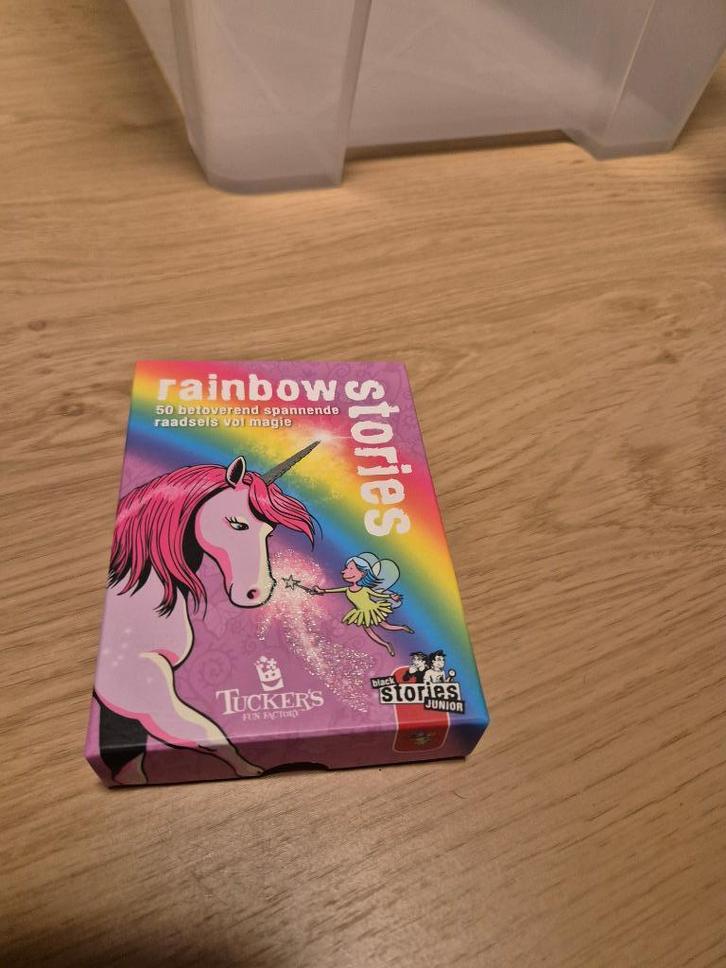 rainbow
stories
50 betoverend spannende
raadsels vol magie
TUCKER'S
FUN FACTORY
black
stories
JUNIOR